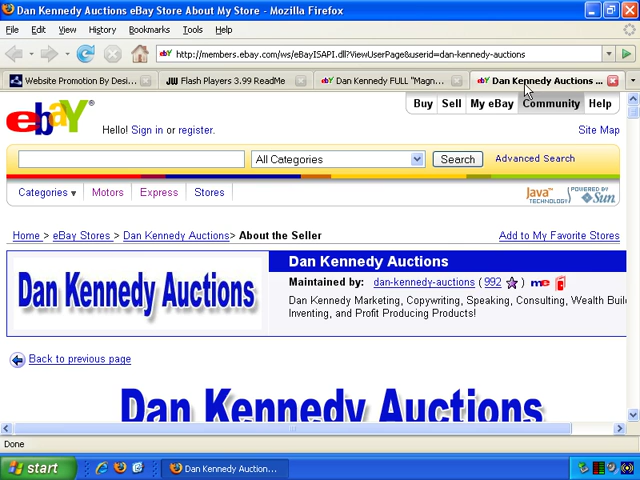 Dan Kennedy Auctions eBay Store About My Store - Mozilla Firefox
File Edit View History Bookmarks Tools Help
http://members.ebay.com/ws/eBayISAPI.dll?ViewUserPage&userid=dan-kennedy-auctions
Website Promotion By Desi... JW Flash Players 3.99 ReadMe eBaY Dan Kennedy FULL "Magn... eBaY Dan Kennedy Auctions ...
ebaY® Buy Sell My eBay Community Help
Hello! Sign in or register. Site Map
All Categories Search Advanced Search
Categories Motors Express Stores Java TECHNOLOGY POWERED BY Sun
Home > eBay Stores > Dan Kennedy Auctions> About the Seller Add to My Favorite Stores
Dan Kennedy Auctions
Dan Kennedy Auctions
Maintained by: dan-kennedy-auctions ( 992 ) me
Dan Kennedy Marketing, Copywriting, Speaking, Consulting, Wealth Buil
Inventing, and Profit Producing Products!
Back to previous page
Dan Kennedy Auctions
Done
start Dan Kennedy Auction...